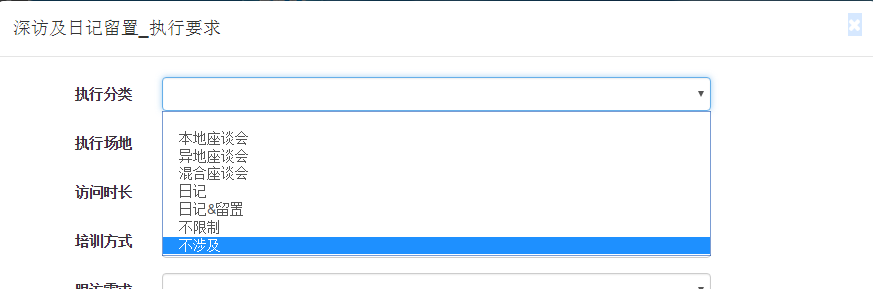 深访及日记留置_执行要求
执行分类
执行场地
本地座谈会
异地座谈会
混合座谈会
访问时长
日记
日记&留置
不限制
培训方式
不涉及